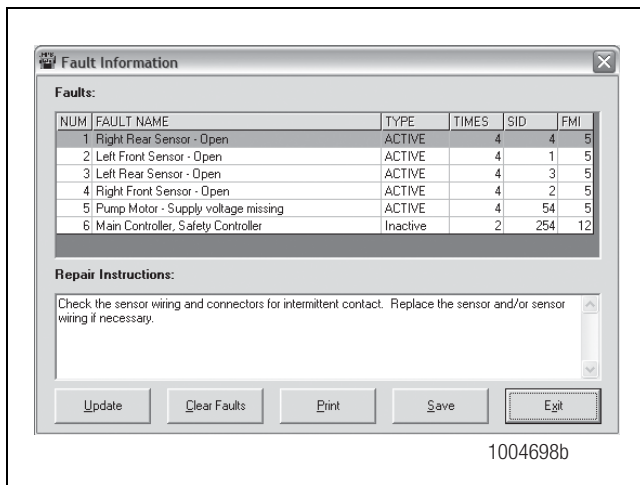 Fault Information
Faults:
NUM FAULT NAME TYPE TIMES SID FMI
1 Right Rear Sensor - Open ACTIVE 4 4 5
2 Left Front Sensor - Open ACTIVE 4 1 5
3 Left Rear Sensor - Open ACTIVE 4 3 5
4 Right Front Sensor - Open ACTIVE 4 2 5
5 Pump Motor - Supply voltage missing ACTIVE 4 54 5
6 Main Controller, Safety Controller Inactive 2 254 12
Repair Instructions:
Check the sensor wiring and connectors for intermittent contact. Replace the sensor and/or sensor
wiring if necessary.
Update Clear Faults Print Save Exit
1004698b